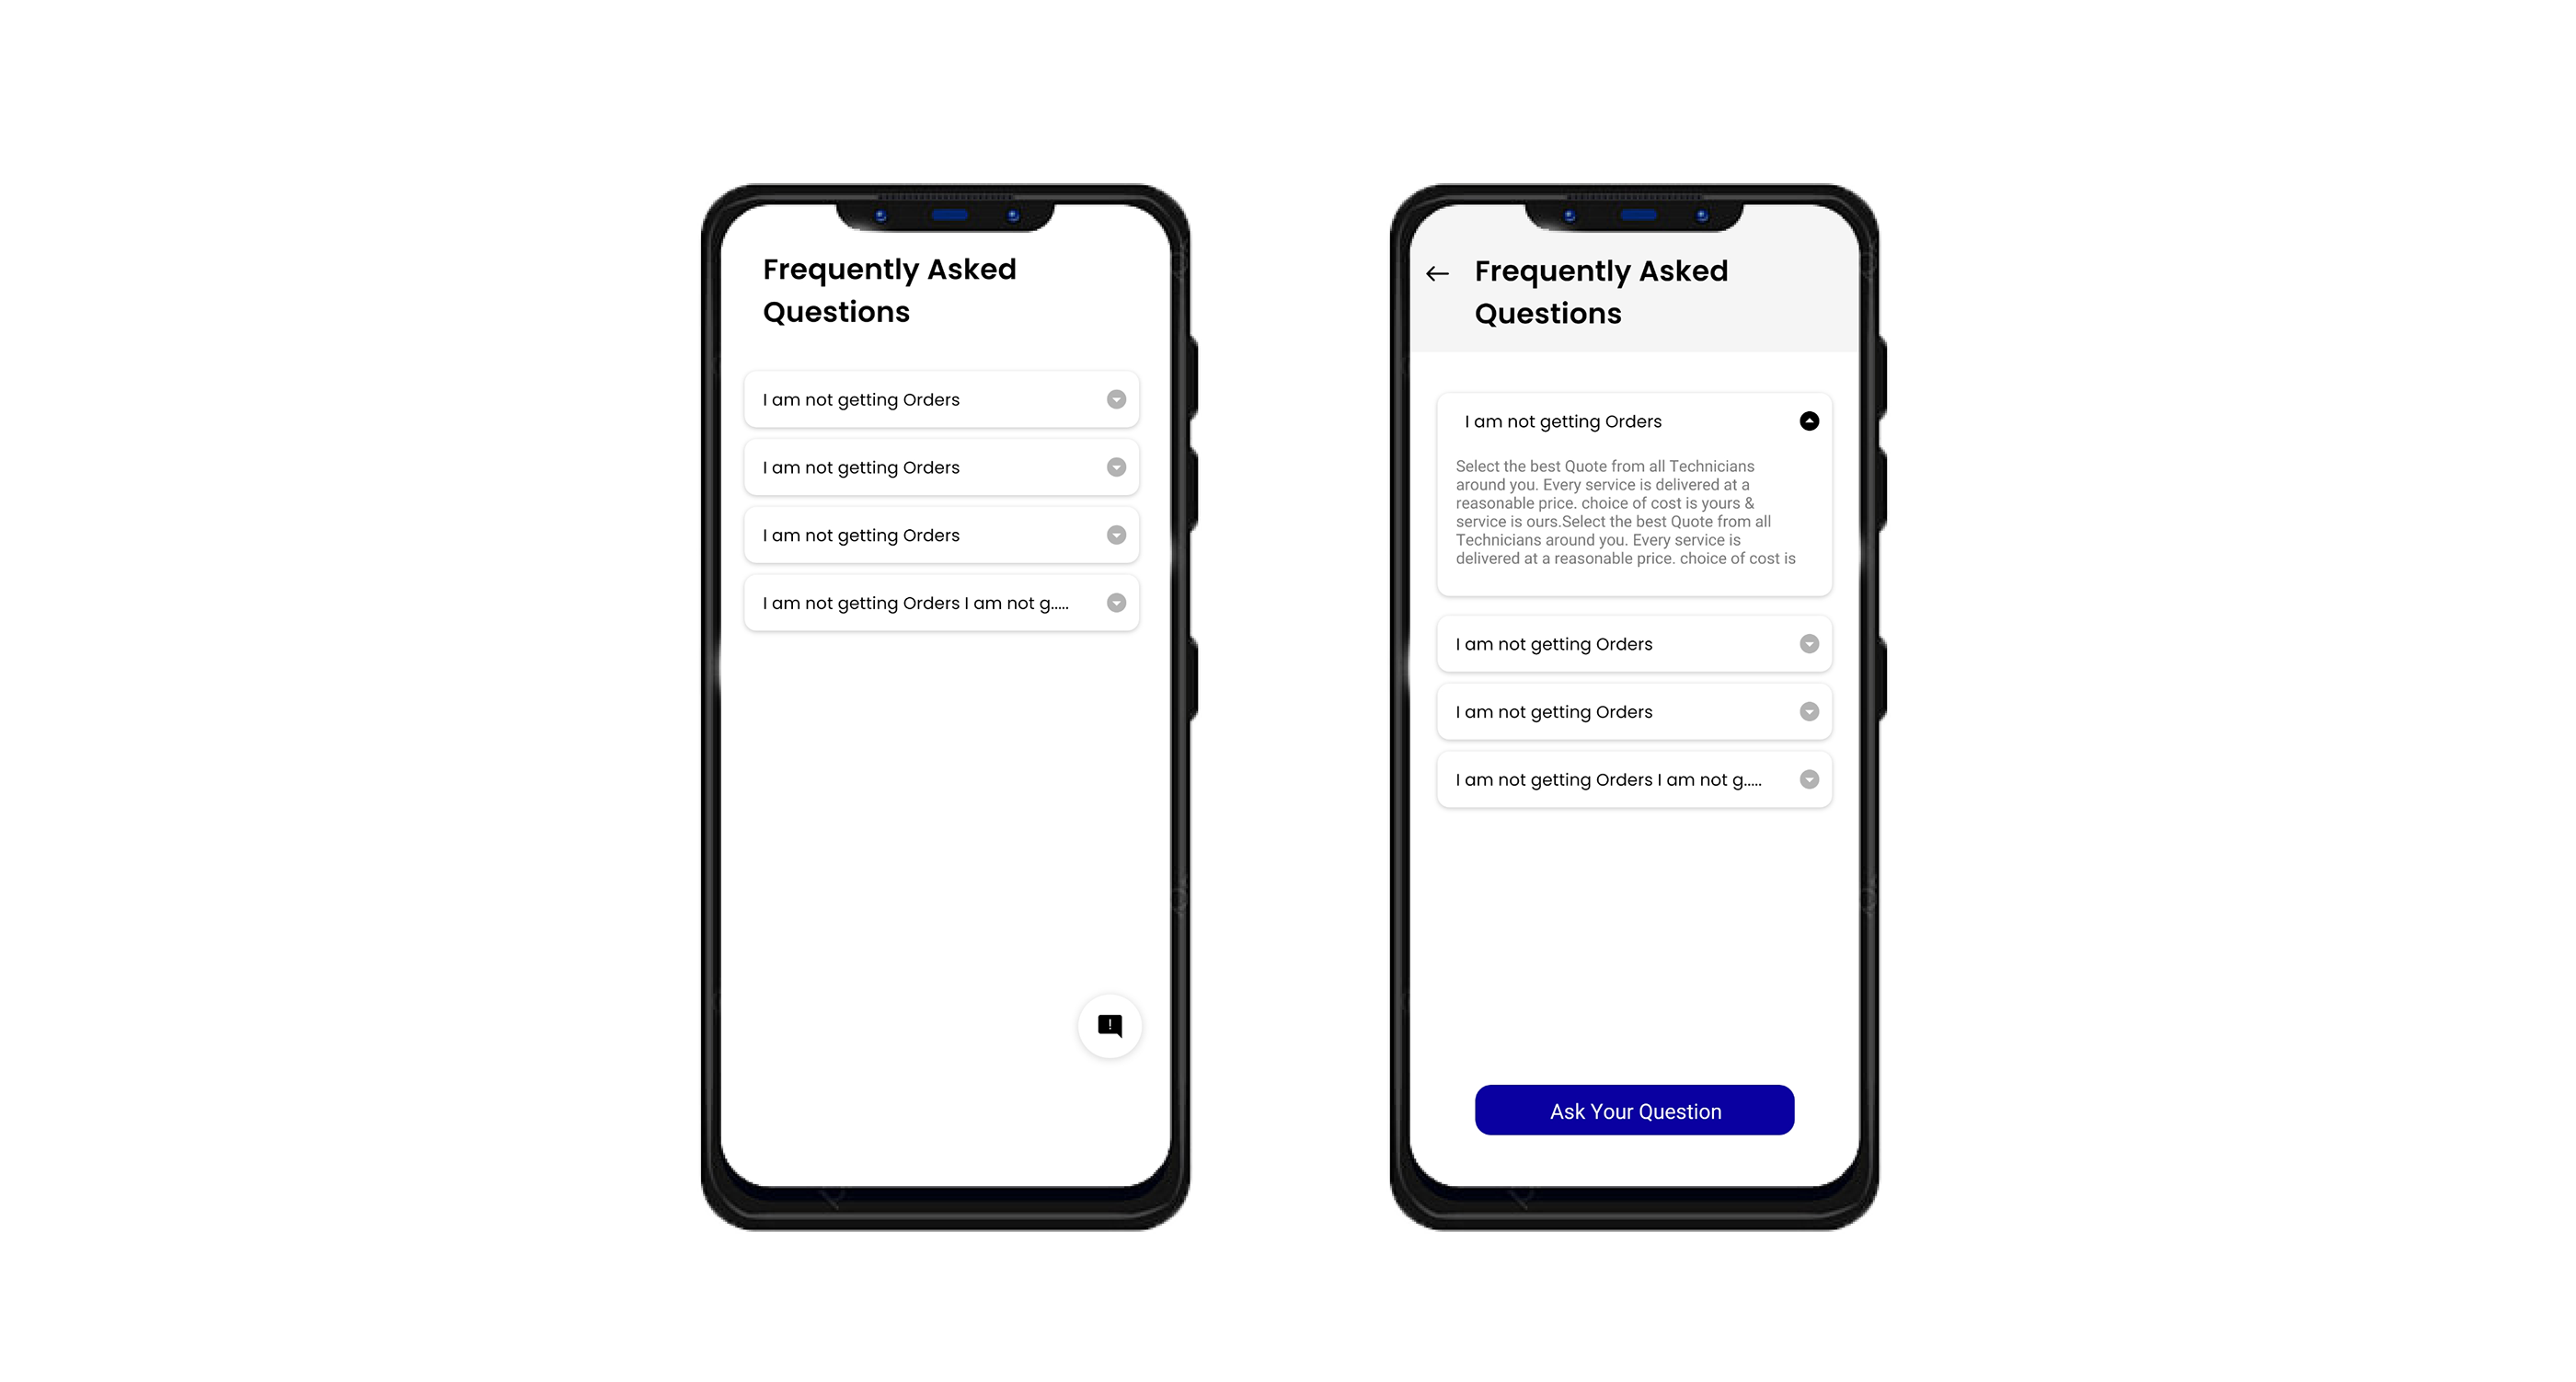 Frequently Asked
Questions
I am not getting Orders
I am not getting Orders
I am not getting Orders
I am not getting Orders I am not g.....
Frequently Asked
Questions
I am not getting Orders
Select the best Quote from all Technicians
around you. Every service is delivered at a
reasonable price. choice of cost is yours &
service is ours.Select the best Quote from all
Technicians around you. Every service is
delivered at a reasonable price. choice of cost is
I am not getting Orders
I am not getting Orders
I am not getting Orders I am not g.....
Ask Your Question